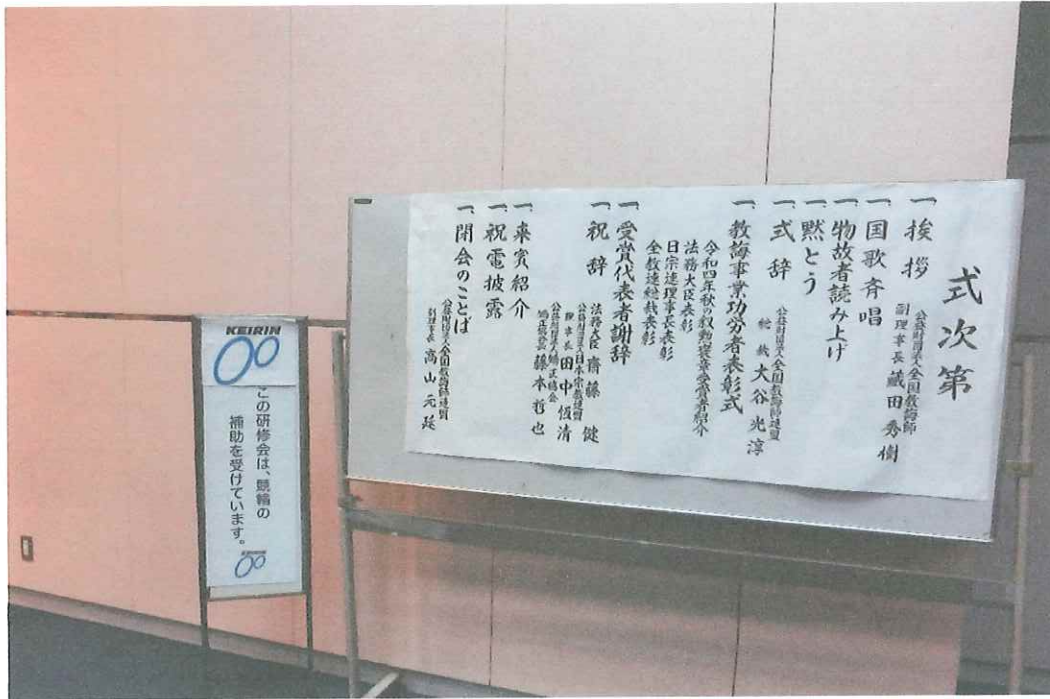 式次第
一、挨拶
公益財団法人全国教誨師
副理事長 蔵田秀樹
一、国歌斉唱
一、物故者読み上げ
一、黙とう
一、式辞
公益財団法人全国教誨師連盟
総裁 大谷光淳
一、教誨事業功労者表彰式
令和四年秋の叙勲褒章受賞者紹介
法務大臣表彰
日宗連理事長表彰
全教連総裁表彰
一、受賞代表者謝辞
一、祝辞
法務大臣 齋藤健
公益財団法人日本宗教連盟
理事長 田中恆清
公益財団法人矯正協会
矯正協会長 藤本哲也
一、来賓紹介
一、祝電披露
一、閉会のことば
公益財団法人全国教誨師連盟
副理事長 高山元延
KEIRIN
この研修会は、競輪の
補助を受けています。
KEIRIN